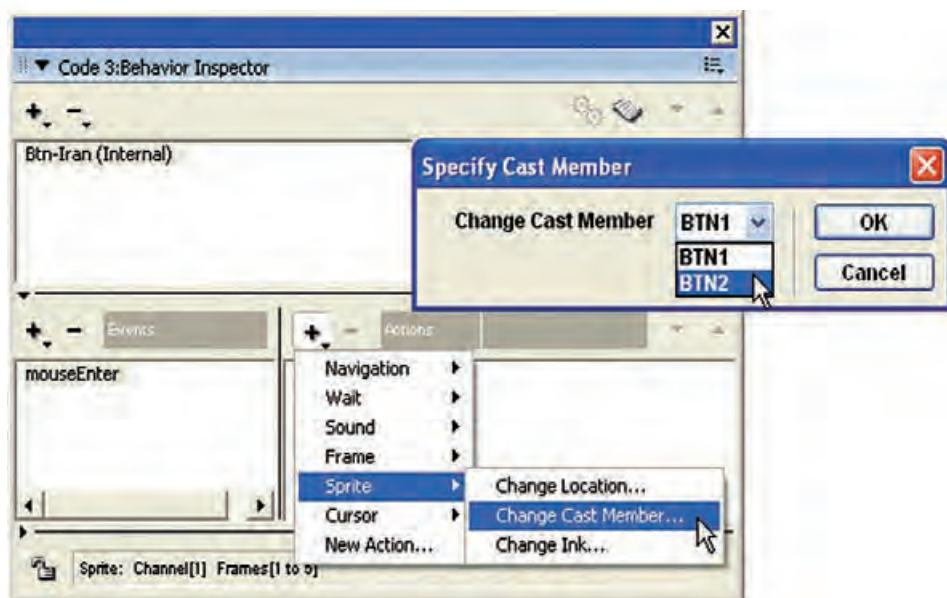 Code 3:Behavior Inspector
Btn-Iran (Internal)
Specify Cast Member
Change Cast Member
BTN1
OK
BTN1
BTN2
Cancel
Events
Actions
mouseEnter
Navigation
Wait
Sound
Frame
Sprite
Cursor
New Action...
Change Location...
Change Cast Member...
Change Ink...
Sprite: Channel[1] Frames[1 to 5]